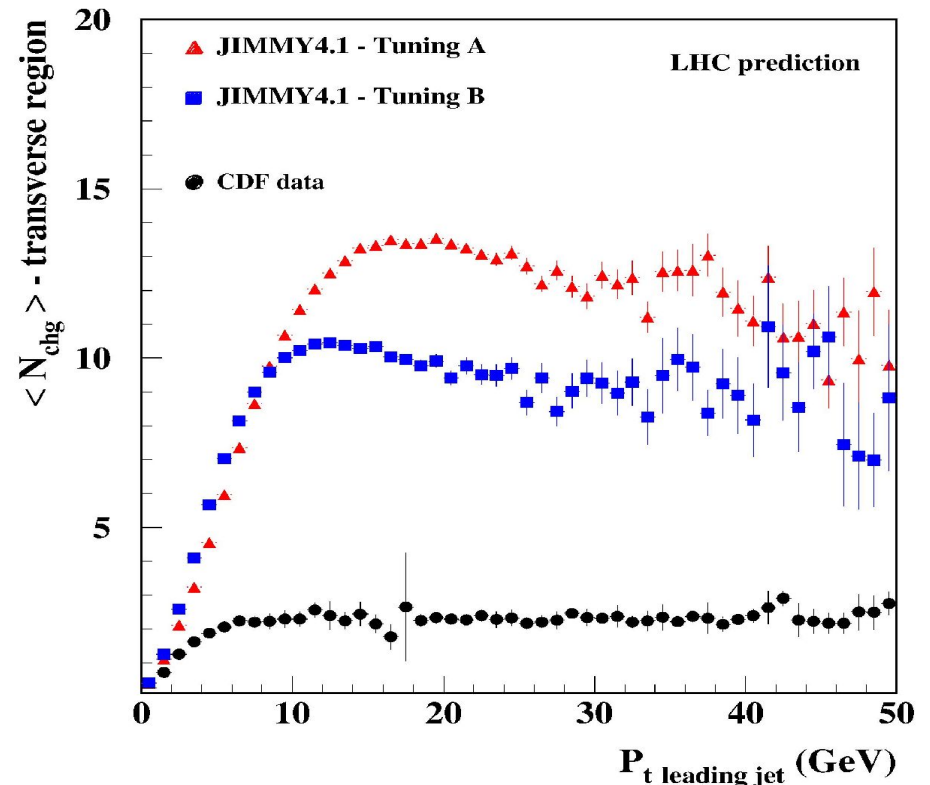 20
JIMMY4.1 - Tuning A
LHC prediction
JIMMY4.1 - Tuning B
15
CDF data
< N_chg > - transverse region
10
5
0 10 20 30 40 50
P_t leading jet (GeV)